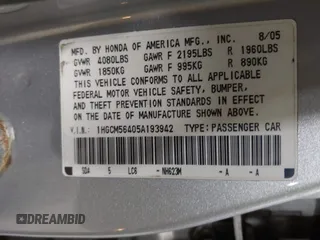 MFD. BY HONDA OF AMERICA MFG., INC. 8/05
GVWR 4080LBS GAWR F 2195LBS R 1960LBS
GVWR 1850KG GAWR F 995KG R 890KG
THIS VEHICLE CONFORMS TO ALL APPLICABLE
FEDERAL MOTOR VEHICLE SAFETY, BUMPER,
AND THEFT PREVENTION STANDARDS IN EFFECT
ON THE DATE OF MANUFACTURE SHOWN ABOVE.
V.I.N.: 1HGCM56405A193942 TYPE: PASSENGER CAR
SDA 5 LC6 - NH623M - A - A
DREAMBID